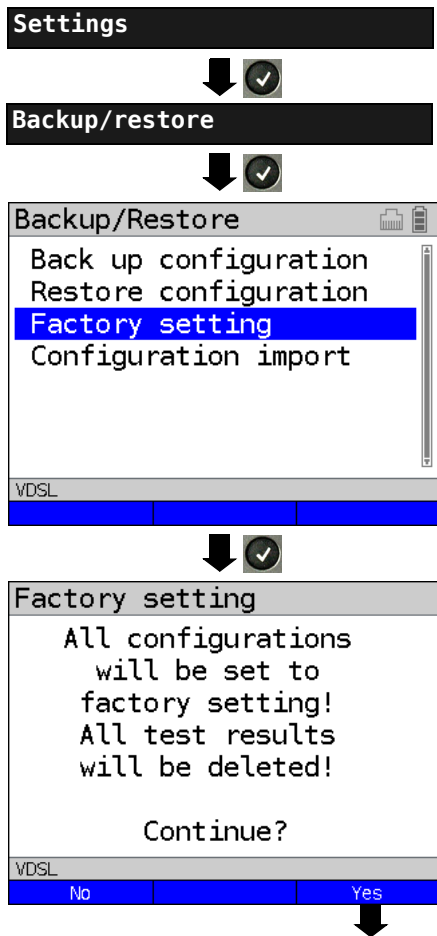 Settings
Backup/restore
Backup/Restore
Back up configuration
Restore configuration
Factory setting
Configuration import
VDSL
Factory setting
All configurations
will be set to
factory setting!
All test results
will be deleted!
Continue?
VDSL
No Yes